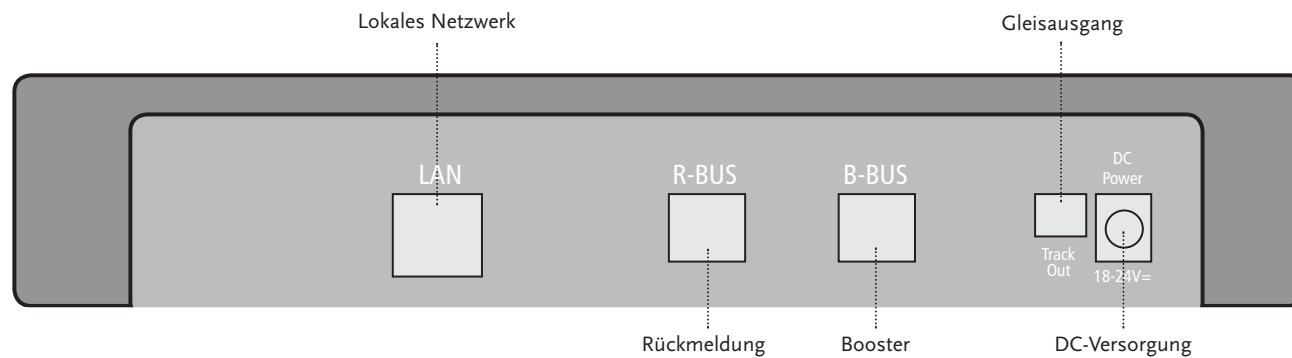 Lokales Netzwerk
Gleisausgang
LAN
R-BUS
B-BUS
DC
Power
Track
Out
18-24V=
Rückmeldung
Booster
DC-Versorgung